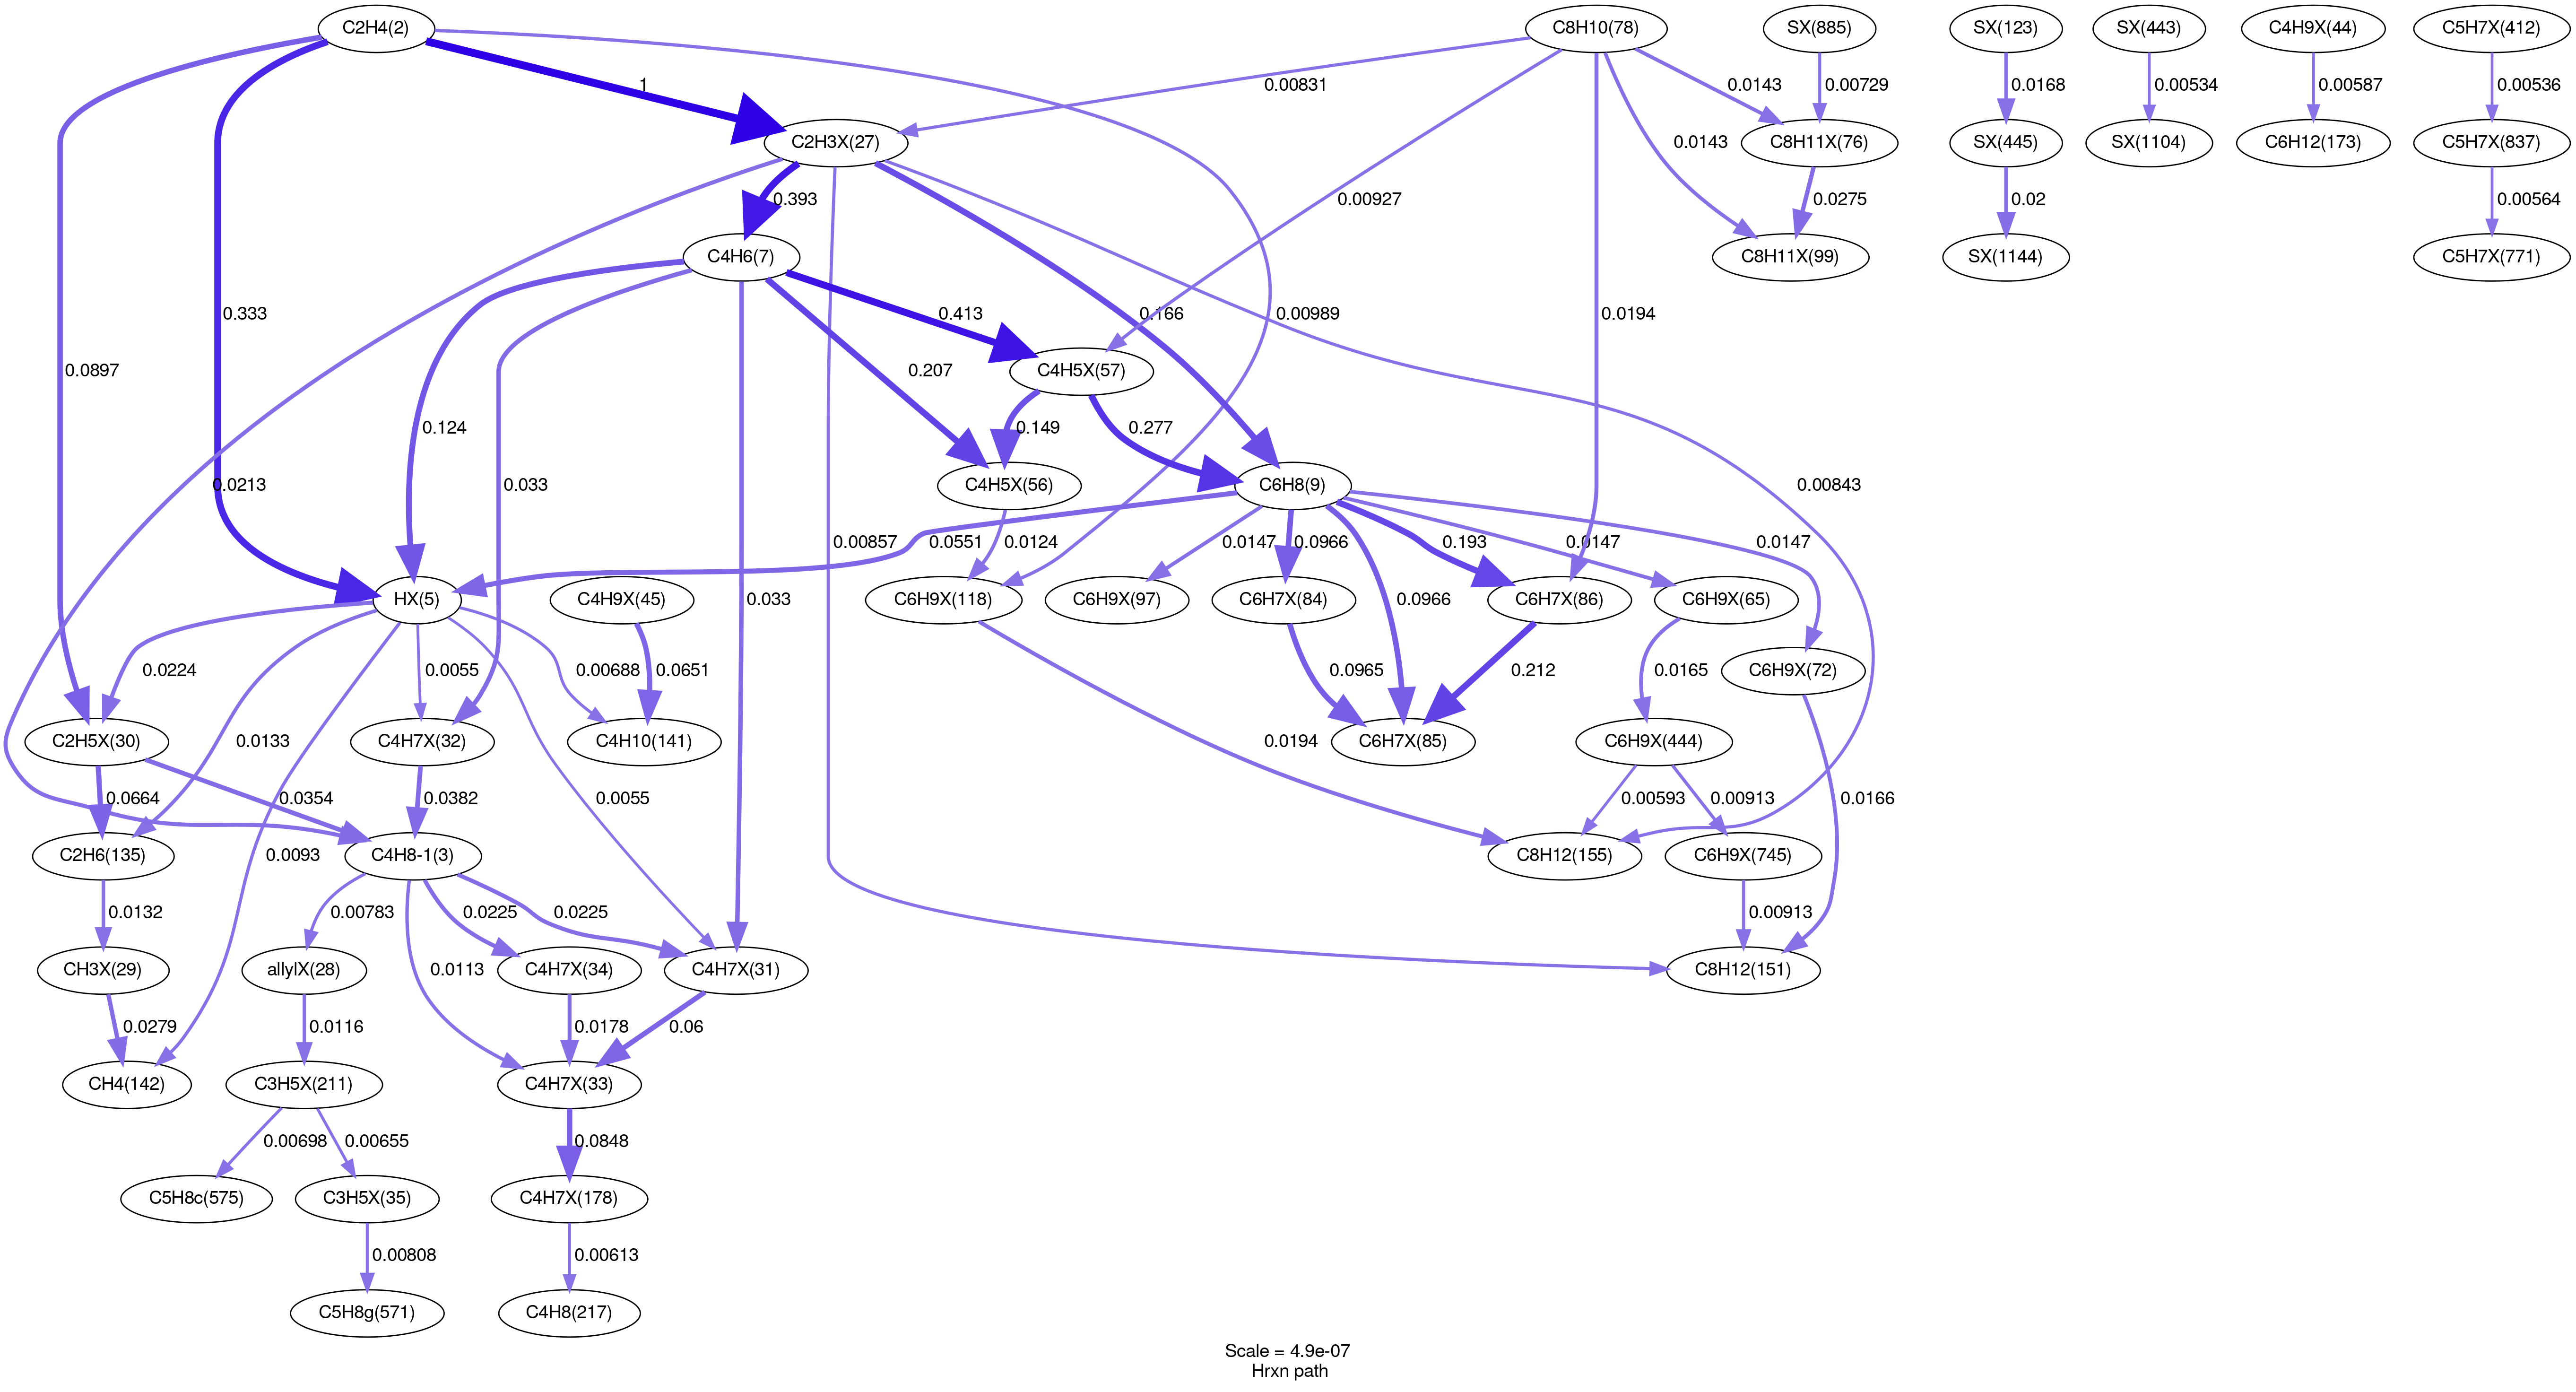 C2H4(2)
C8H10(78)
SX(885)
SX(123)
SX(443)
C4H9X(44)
C5H7X(412)
1
0.00831
0.0143
0.00729
0.0168
0.00534
0.00587
0.00536
C2H3X(27)
0.0143
C8H11X(76)
SX(445)
SX(1104)
C6H12(173)
C5H7X(837)
0.393
0.00927
0.0275
0.02
0.00564
C4H6(7)
C8H11X(99)
SX(1144)
C5H7X(771)
0.333
0.413
0.166
0.00989
0.0194
0.0897
0.207
C4H5X(57)
0.124
0.149
0.277
0.0213
0.033
C4H5X(56)
C6H8(9)
0.00843
0.00857
0.0551
0.0124
0.0147
0.0966
0.193
0.0147
0.0147
HX(5)
C4H9X(45)
0.033
C6H9X(118)
C6H9X(97)
C6H7X(84)
0.0966
C6H7X(86)
C6H9X(65)
0.0224
0.0055
0.00688
0.0651
0.0965
0.212
0.0165
C6H9X(72)
C2H5X(30)
0.0133
C4H7X(32)
C4H10(141)
0.0194
C6H7X(85)
C6H9X(444)
0.0664
0.0354
0.0382
0.0055
0.00593
0.00913
0.0166
C2H6(135)
0.0093
C4H8-1(3)
C8H12(155)
C6H9X(745)
0.0132
0.00783
0.0225
0.0225
0.00913
CH3X(29)
allylX(28)
0.0113
C4H7X(34)
C4H7X(31)
C8H12(151)
0.0279
0.0116
0.0178
0.06
CH4(142)
C3H5X(211)
C4H7X(33)
0.00698
0.00655
0.0848
C5H8c(575)
C3H5X(35)
C4H7X(178)
0.00808
0.00613
C5H8g(571)
C4H8(217)
Scale = 4.9e-07
Hrxn path